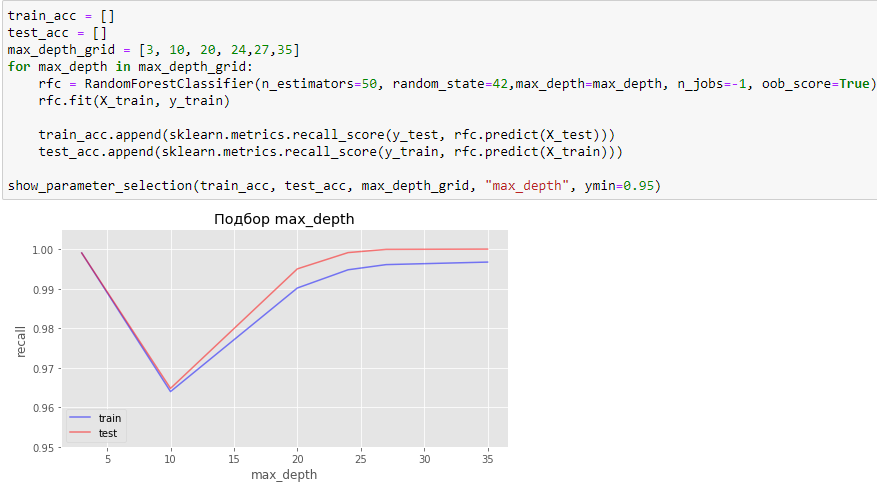 train_acc = []
test_acc = []
max_depth_grid = [3, 10, 20, 24,27,35]
for max_depth in max_depth_grid:
    rfc = RandomForestClassifier(n_estimators=50, random_state=42,max_depth=max_depth, n_jobs=-1, oob_score=True)
    rfc.fit(X_train, y_train)
    train_acc.append(sklearn.metrics.recall_score(y_test, rfc.predict(X_test)))
    test_acc.append(sklearn.metrics.recall_score(y_train, rfc.predict(X_train)))
show_parameter_selection(train_acc, test_acc, max_depth_grid, "max_depth", ymin=0.95)
Подбор max_depth
1.00
0.99
0.98
0.97
0.96
0.95
recall
train
test
5 10 15 20 25 30 35
max_depth